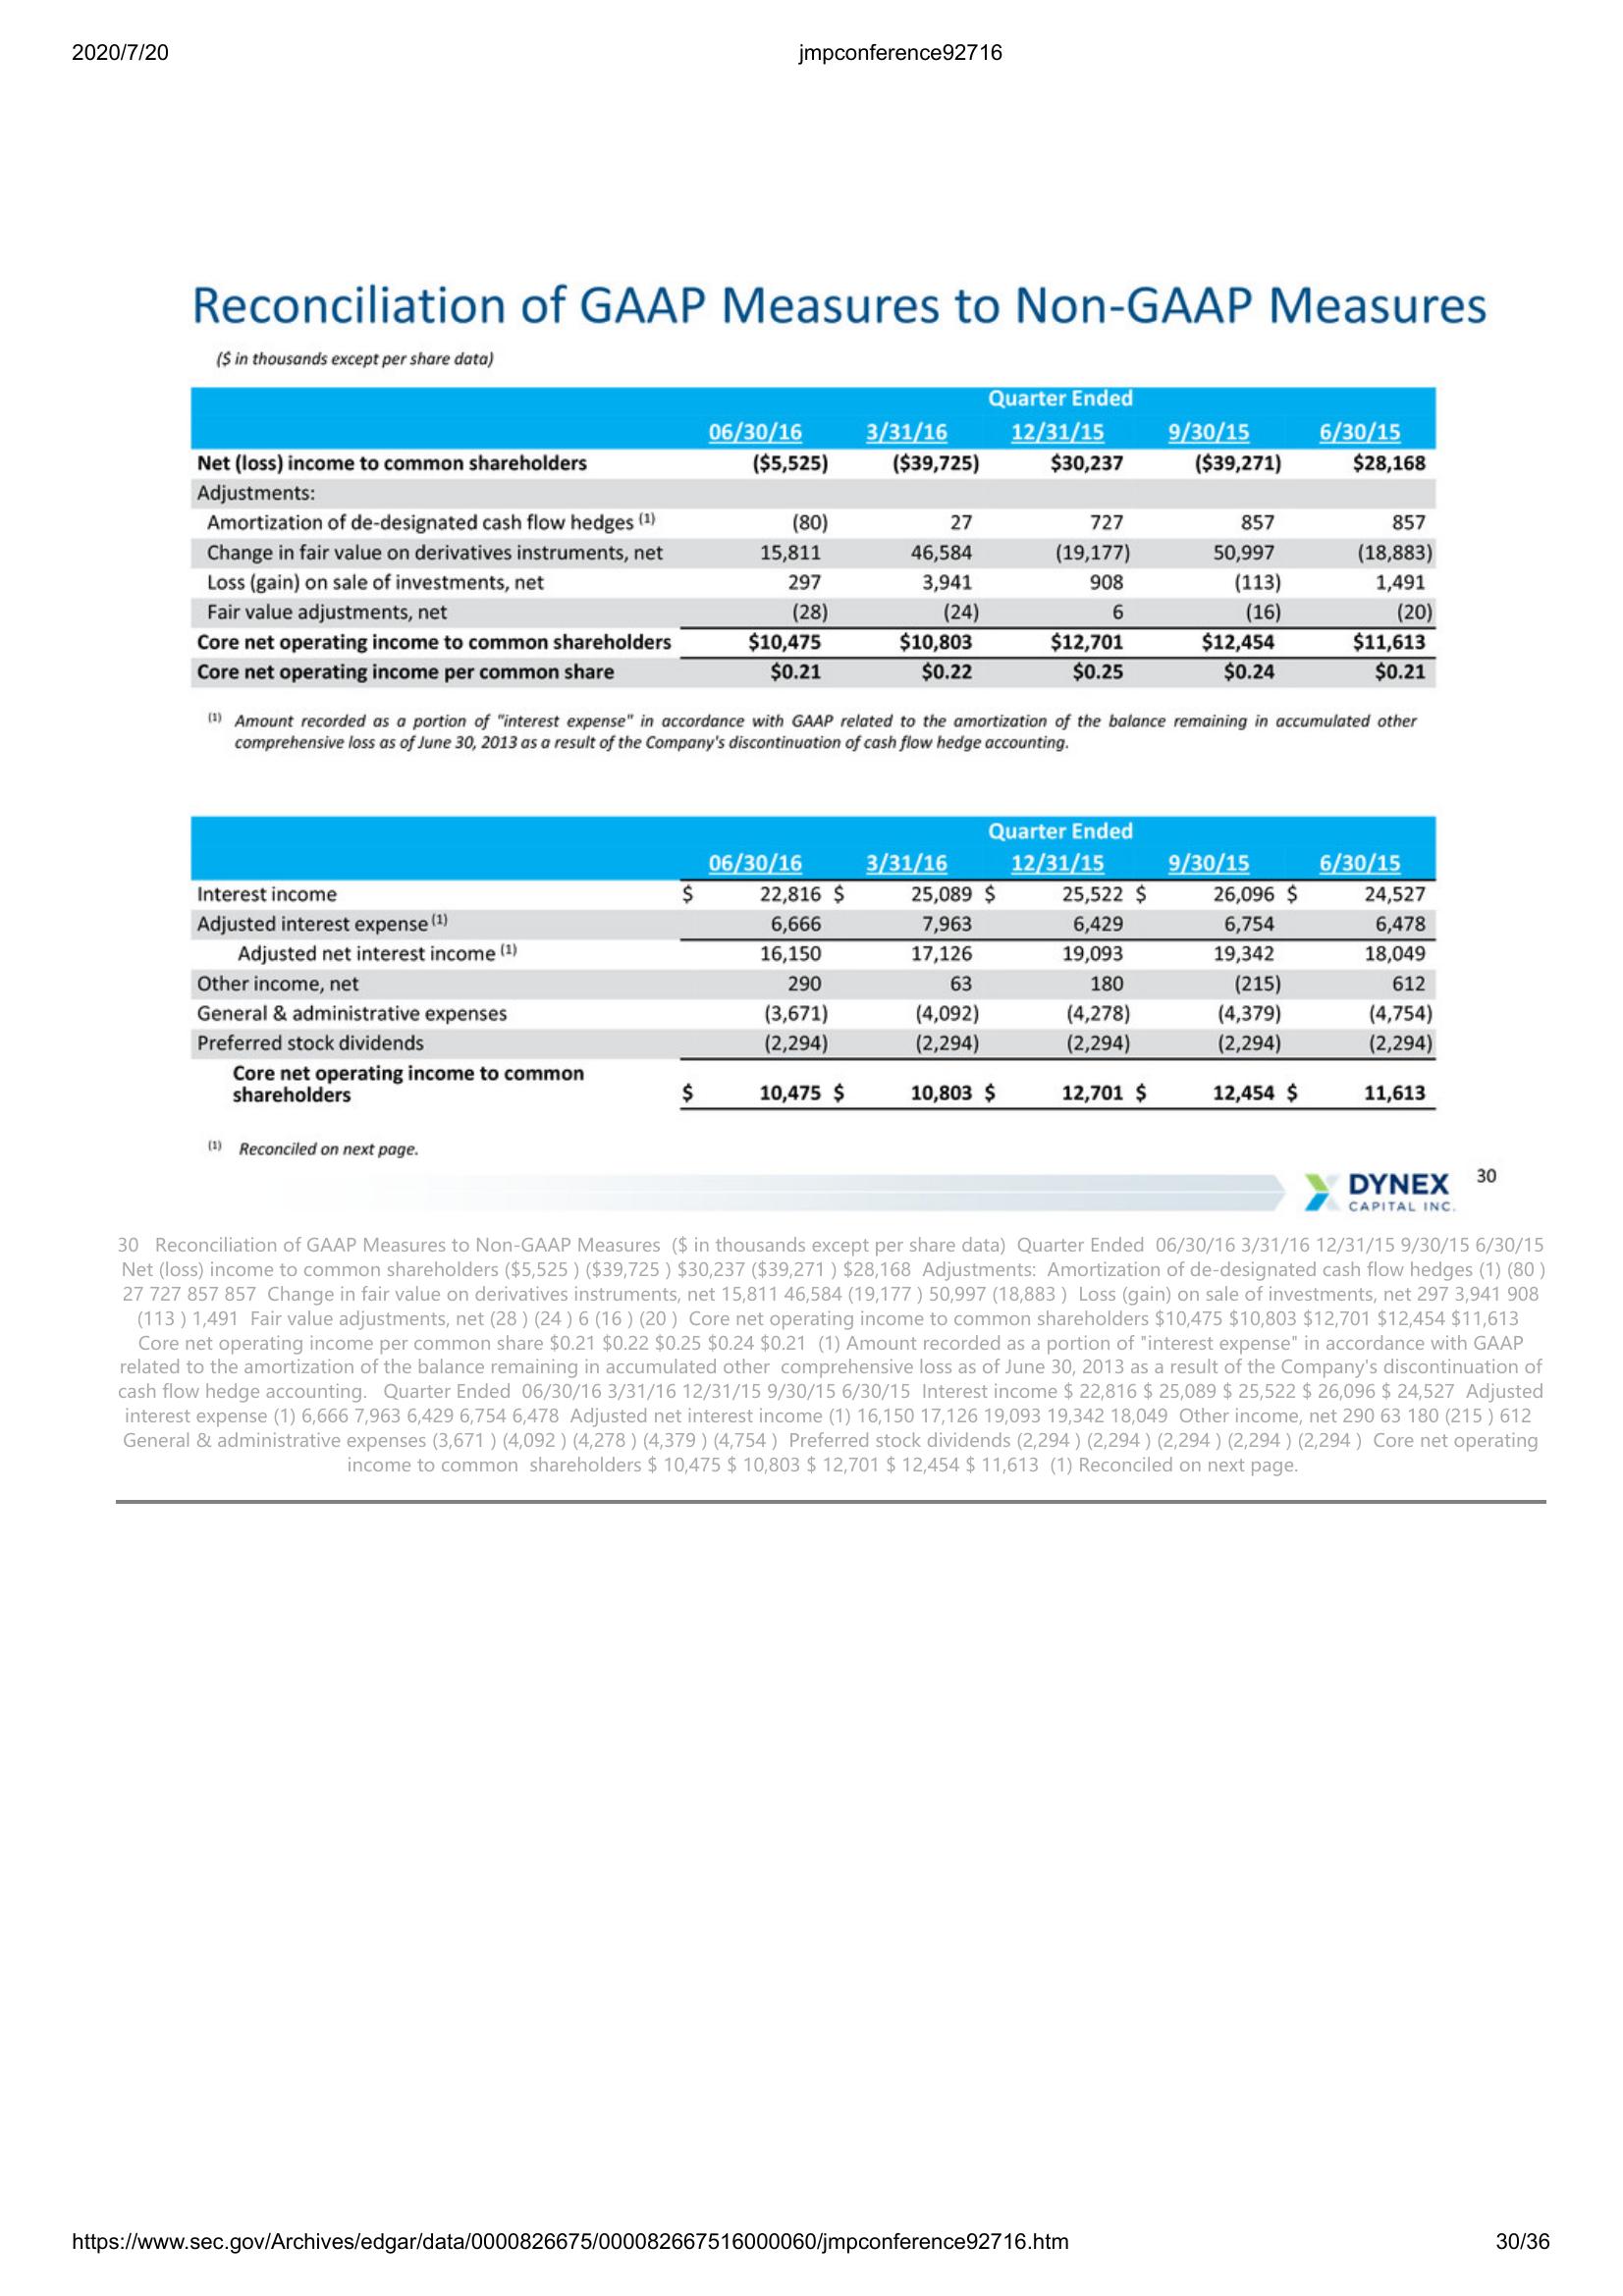 2020/7/20 jmpconference92716
Reconciliation of GAAP Measures to Non-GAAP Measures
($ in thousands except per share data)
Quarter Ended
06/30/16 3/31/16 12/31/15 9/30/15 6/30/15
Net (loss) income to common shareholders ($5,525) ($39,725) $30,237 ($39,271) $28,168
Adjustments:
Amortization of de-designated cash flow hedges (1) (80) 27 727 857 857
Change in fair value on derivatives instruments, net 15,811 46,584 (19,177) 50,997 (18,883)
Loss (gain) on sale of investments, net 297 3,941 908 (113) 1,491
Fair value adjustments, net (28) (24) 6 (16) (20)
Core net operating income to common shareholders $10,475 $10,803 $12,701 $12,454 $11,613
Core net operating income per common share $0.21 $0.22 $0.25 $0.24 $0.21
(1) Amount recorded as a portion of "interest expense" in accordance with GAAP related to the amortization of the balance remaining in accumulated other
comprehensive loss as of June 30, 2013 as a result of the Company's discontinuation of cash flow hedge accounting.
Quarter Ended
06/30/16 3/31/16 12/31/15 9/30/15 6/30/15
Interest income $ 22,816 $ 25,089 $ 25,522 $ 26,096 $ 24,527
Adjusted interest expense (1) 6,666 7,963 6,429 6,754 6,478
Adjusted net interest income (1) 16,150 17,126 19,093 19,342 18,049
Other income, net 290 63 180 (215) 612
General & administrative expenses (3,671) (4,092) (4,278) (4,379) (4,754)
Preferred stock dividends (2,294) (2,294) (2,294) (2,294) (2,294)
Core net operating income to common
shareholders $ 10,475 $ 10,803 $ 12,701 $ 12,454 $ 11,613
(1) Reconciled on next page.
DYNEX 30
CAPITAL INC.
30 Reconciliation of GAAP Measures to Non-GAAP Measures ($ in thousands except per share data) Quarter Ended 06/30/16 3/31/16 12/31/15 9/30/15 6/30/15
Net (loss) income to common shareholders ($5,525 ) ($39,725 ) $30,237 ($39,271 ) $28,168 Adjustments: Amortization of de-designated cash flow hedges (1) (80 )
27 727 857 857 Change in fair value on derivatives instruments, net 15,811 46,584 (19,177 ) 50,997 (18,883 ) Loss (gain) on sale of investments, net 297 3,941 908
(113 ) 1,491 Fair value adjustments, net (28 ) (24 ) 6 (16 ) (20 ) Core net operating income to common shareholders $10,475 $10,803 $12,701 $12,454 $11,613
Core net operating income per common share $0.21 $0.22 $0.25 $0.24 $0.21 (1) Amount recorded as a portion of "interest expense" in accordance with GAAP
related to the amortization of the balance remaining in accumulated other comprehensive loss as of June 30, 2013 as a result of the Company's discontinuation of
cash flow hedge accounting. Quarter Ended 06/30/16 3/31/16 12/31/15 9/30/15 6/30/15 Interest income $ 22,816 $ 25,089 $ 25,522 $ 26,096 $ 24,527 Adjusted
interest expense (1) 6,666 7,963 6,429 6,754 6,478 Adjusted net interest income (1) 16,150 17,126 19,093 19,342 18,049 Other income, net 290 63 180 (215 ) 612
General & administrative expenses (3,671 ) (4,092 ) (4,278 ) (4,379 ) (4,754 ) Preferred stock dividends (2,294 ) (2,294 ) (2,294 ) (2,294 ) (2,294 ) Core net operating
income to common shareholders $ 10,475 $ 10,803 $ 12,701 $ 12,454 $ 11,613 (1) Reconciled on next page.
https://www.sec.gov/Archives/edgar/data/0000826675/000082667516000060/jmpconference92716.htm 30/36